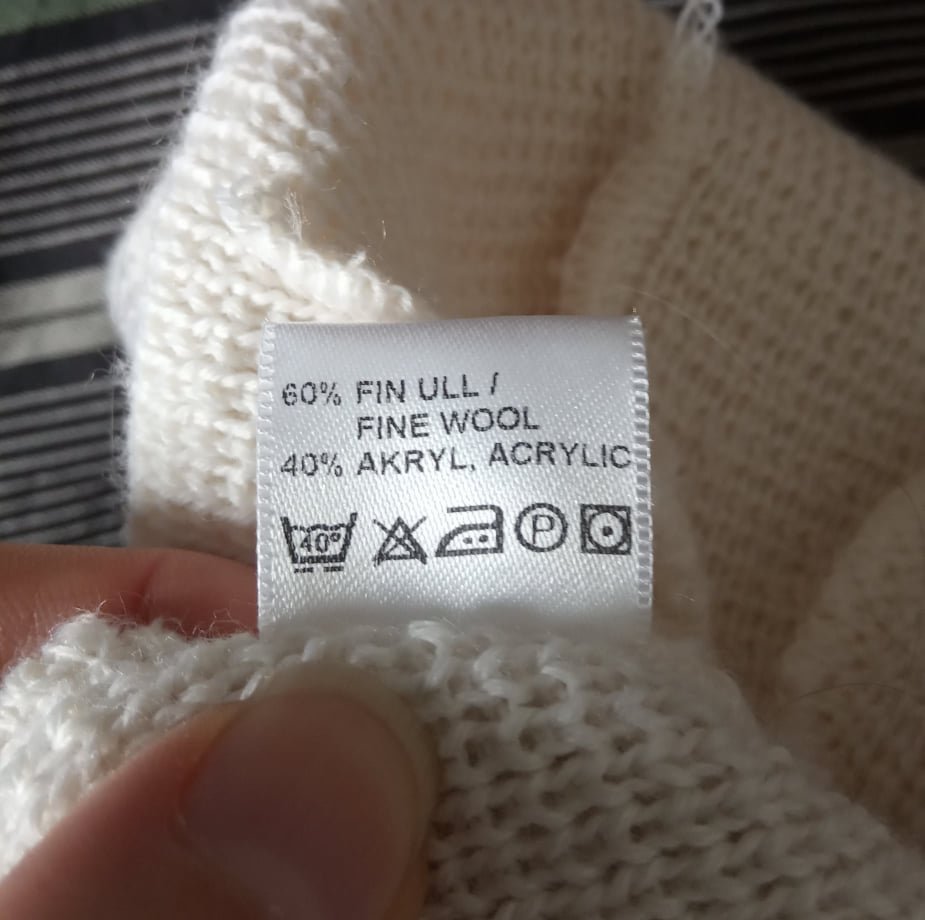 60% FIN ULL /
FINE WOOL
40% AKRYL, ACRYLIC
40° P